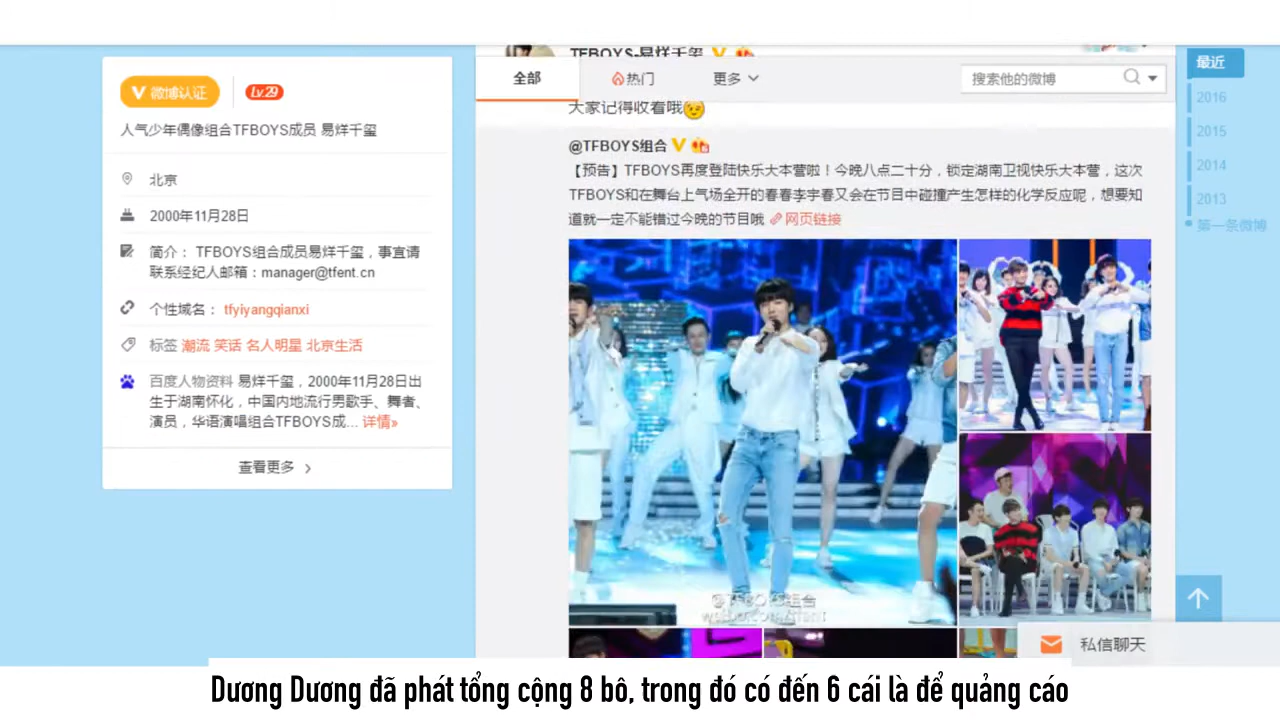 微博认证
Lv.29
人气少年偶像组合TFBOYS成员 易烊千玺
北京
2000年11月28日
简介： TFBOYS组合成员易烊千玺，事宜请
联系经纪人邮箱：manager@tfent.cn
个性域名： tfyiyangqianxi
标签 潮流 笑话 名人明星 北京生活
百度人物资料 易烊千玺，2000年11月28日出
生于湖南怀化，中国内地流行男歌手、舞者、
演员，华语演唱组合TFBOYS成... 详情»
查看更多
TFBOYS-易烊千玺
全部 热门 更多 搜索他的微博
大家记得收看哦
@TFBOYS组合
【预告】TFBOYS再度登陆快乐大本营啦！今晚八点二十分，锁定湖南卫视快乐大本营，这次
TFBOYS和在舞台上气场全开的春春李宇春又会在节目中碰撞产生怎样的化学反应呢，想要知
道就一定不能错过今晚的节目哦 网页链接
@TFBOYS组合
最近
2016
2015
2014
2013
第一条微博
私信聊天
Dương Dương đã phát tổng cộng 8 bô, trong đó có đến 6 cái là để quảng cáo